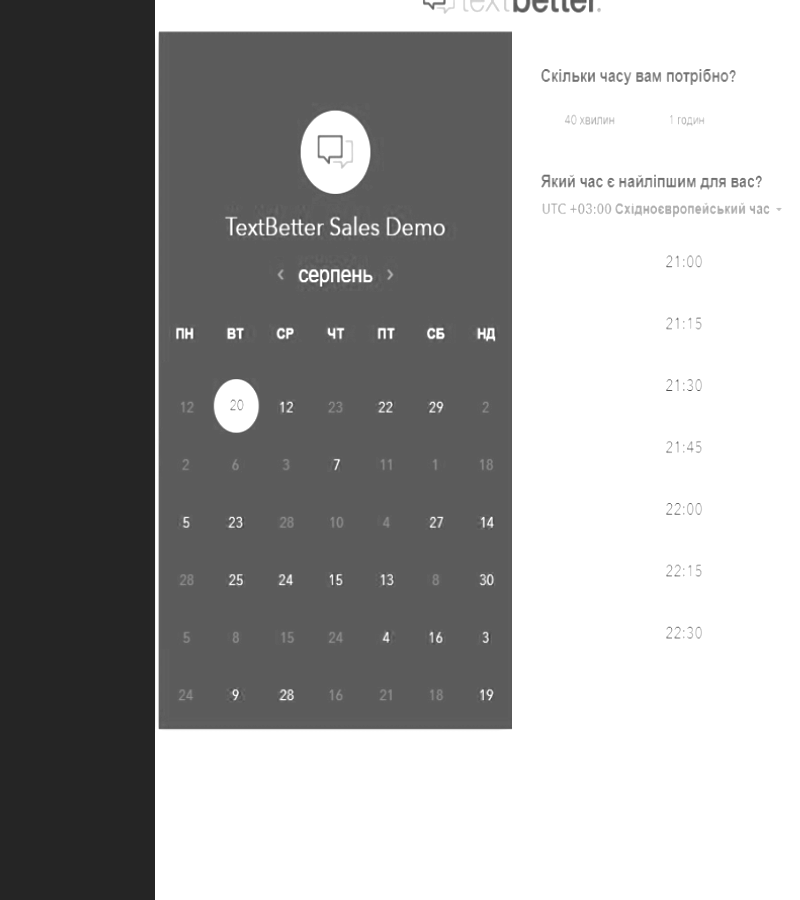 textbetter.
TextBetter Sales Demo
‹ серпень ›
ПН ВТ СР ЧТ ПТ СБ НД
12 20 12 23 22 29 2
2 6 3 7 11 1 18
5 23 28 10 4 27 14
28 25 24 15 13 8 30
5 8 15 24 4 16 3
24 9 28 16 21 18 19
Скільки часу вам потрібно?
40 хвилин 1 годин
Який час є найліпшим для вас?
UTC +03:00 Східноєвропейський час
21:00
21:15
21:30
21:45
22:00
22:15
22:30